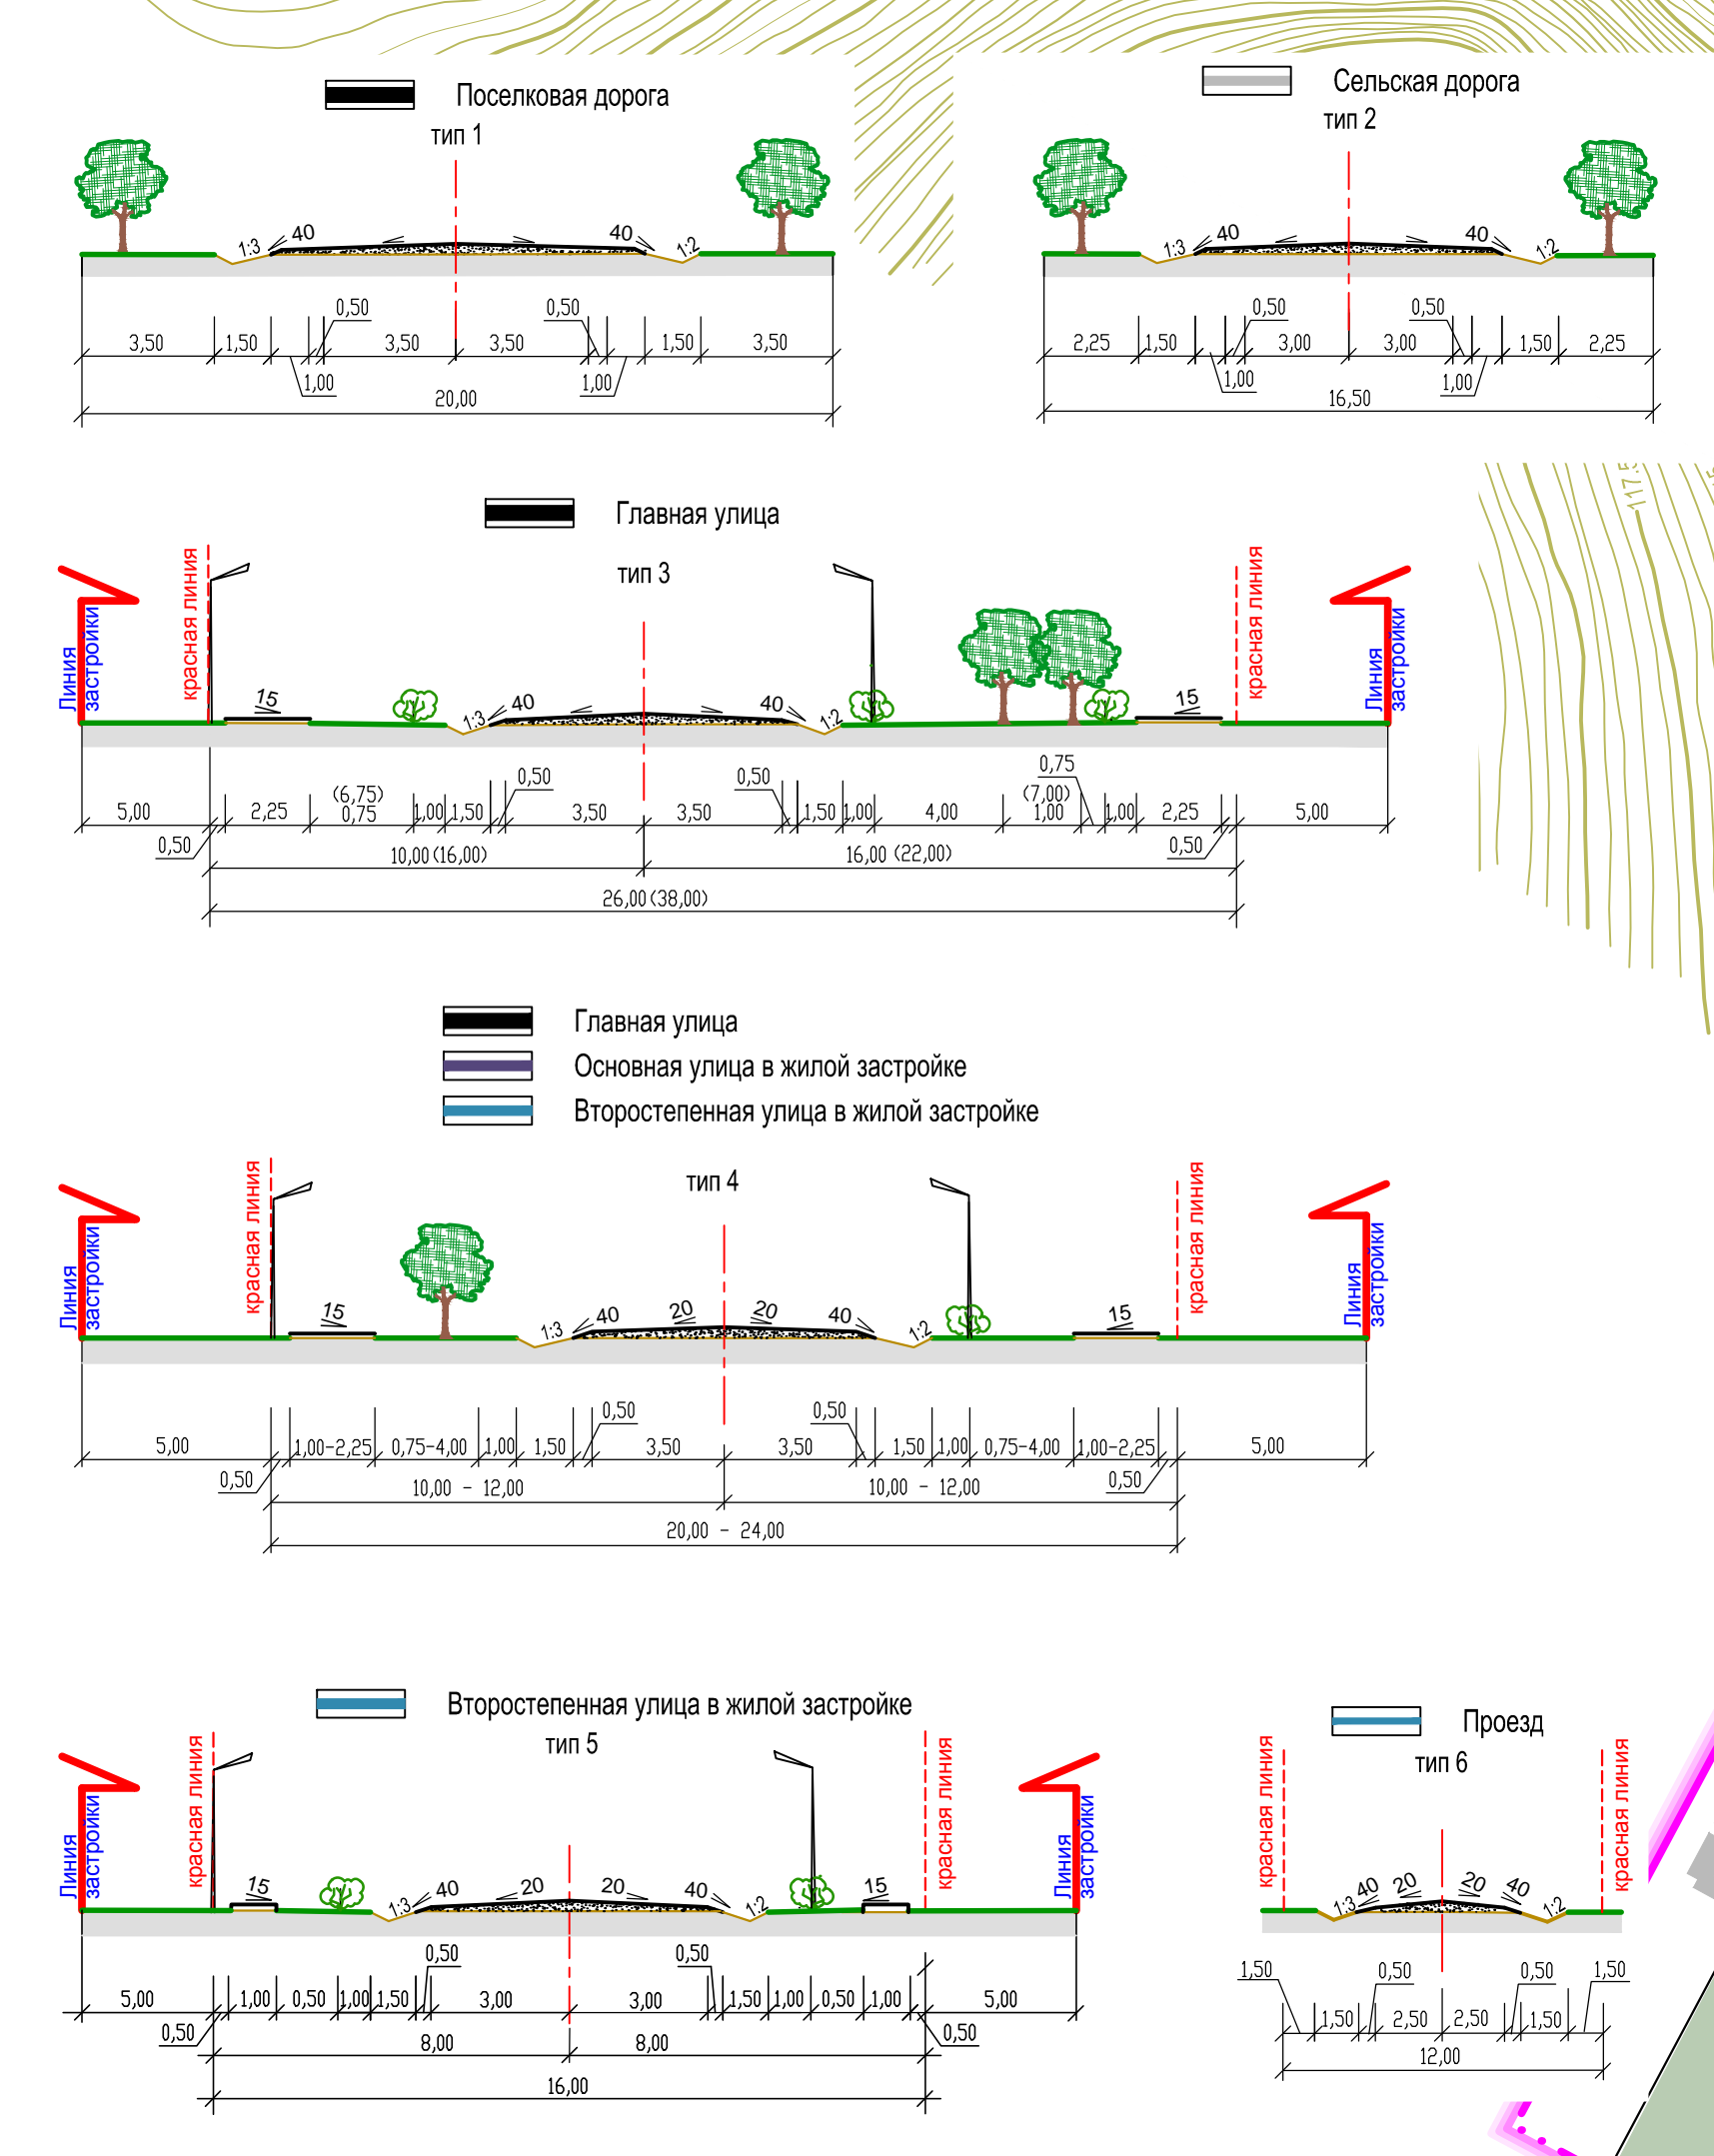 Поселковая дорога
тип 1
1:3 40 40 1:2
0,50 0,50
3,50 1,50 3,50 3,50 1,50 3,50
1,00 1,00
20,00
Сельская дорога
тип 2
1:3 40 40 1:2
0,50 0,50
2,25 1,50 3,00 3,00 1,50 2,25
1,00 1,00
16,50
117.5
Главная улица
тип 3
Линия
застройки
красная линия
15 1:3 40 40 1:2 15
красная линия
Линия
застройки
0,50 0,50 0,75
(6,75) (7,00)
5,00 2,25 0,75 1,00 1,50 3,50 3,50 1,50 1,00 4,00 1,00 1,00 2,25 5,00
0,50 0,50
10,00(16,00) 16,00 (22,00)
26,00(38,00)
Главная улица
Основная улица в жилой застройке
Второстепенная улица в жилой застройке
тип 4
Линия
застройки
красная линия
15 1:3 40 20 20 40 1:2 15
красная линия
Линия
застройки
0,50 0,50
5,00 1,00-2,25 0,75-4,00 1,00 1,50 3,50 3,50 1,50 1,00 0,75-4,00 1,00-2,25 5,00
0,50 0,50
10,00 - 12,00 10,00 - 12,00
20,00 - 24,00
Второстепенная улица в жилой застройке
тип 5
Линия
застройки
красная линия
15 1:3 40 20 20 40 1:2 15
красная линия
Линия
застройки
0,50 0,50
5,00 1,00 0,50 1,00 1,50 3,00 3,00 1,50 1,00 0,50 1,00 5,00
0,50 0,50
8,00 8,00
16,00
Проезд
тип 6
красная линия
1:3 40 20 20 40 1:2
красная линия
1,50 0,50 0,50 1,50
1,50 2,50 2,50 1,50
12,00